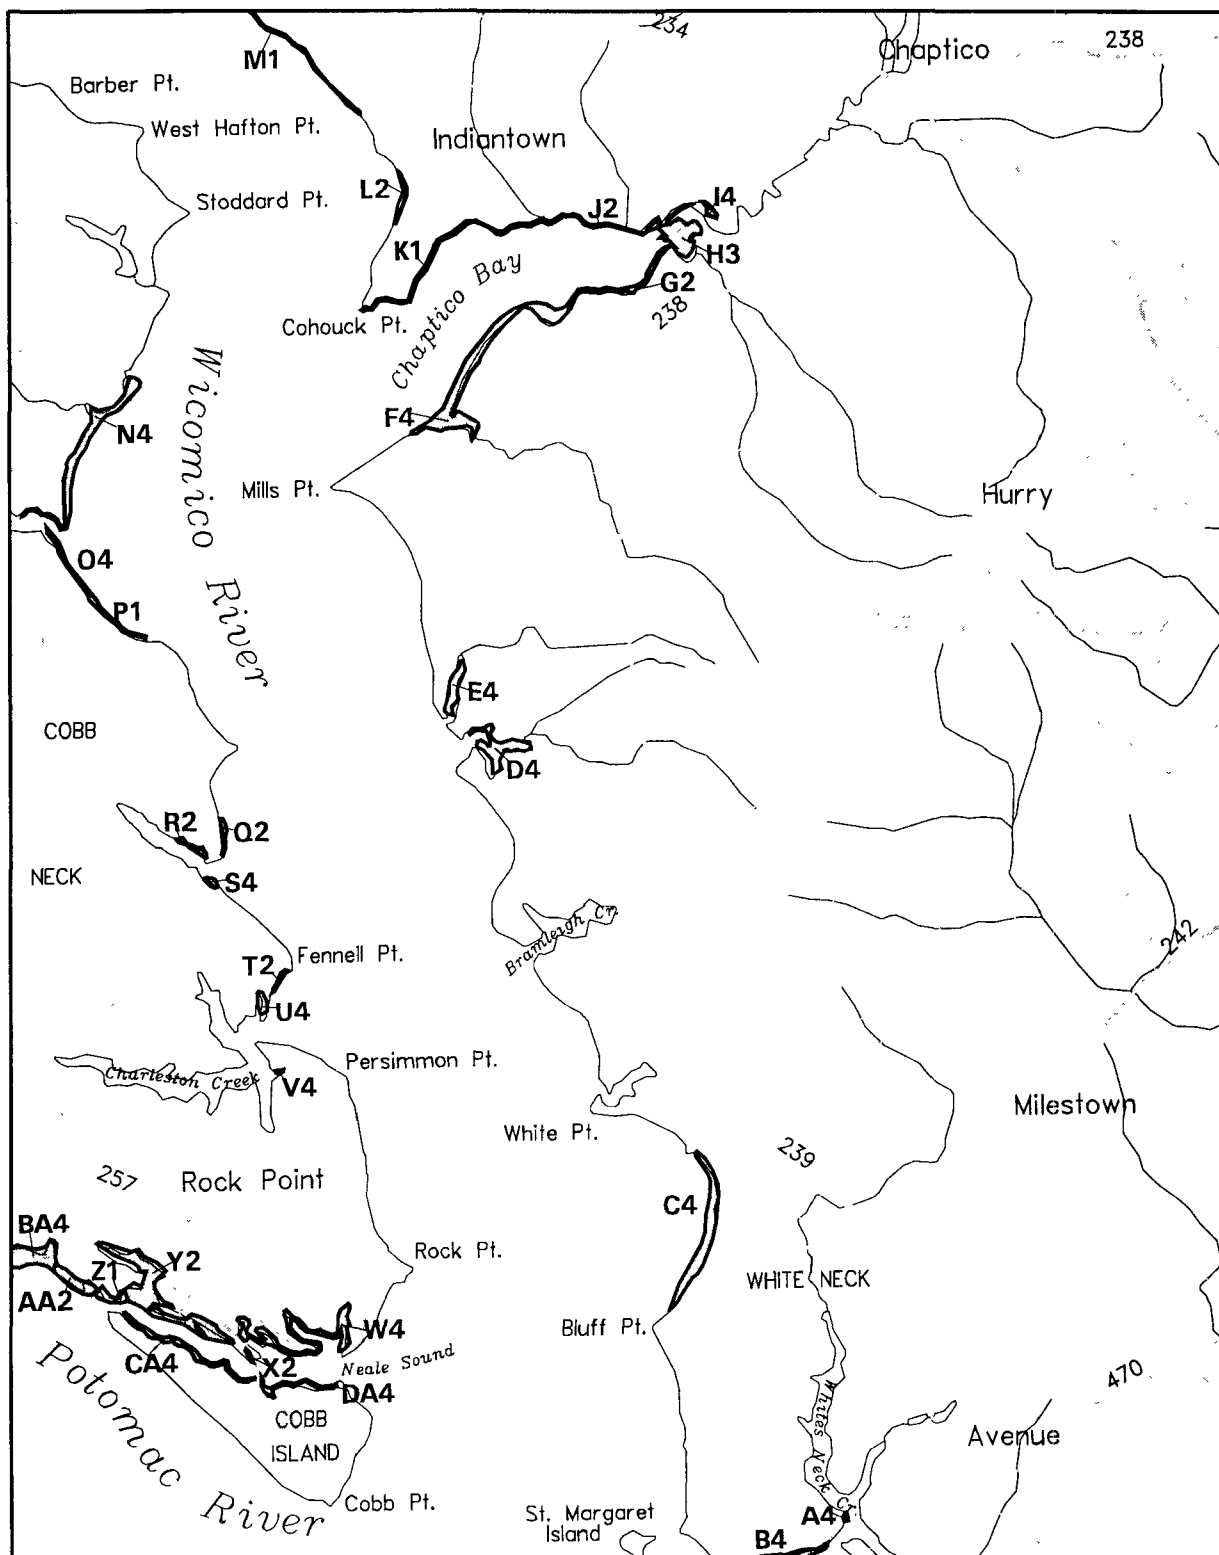 234
Chaptico
238
M1
Barber Pt.
West Hafton Pt.
Indiantown
L2
Stoddard Pt.
J2
I4
K1
H3
G2
Chaptico Bay
Cohouck Pt.
238
Wicomico River
F4
N4
Mills Pt.
Hurry
O4
P1
E4
COBB
D4
R2
Q2
NECK
S4
Bramleigh Cr.
242
Fennell Pt.
T2
U4
Persimmon Pt.
Charleston Creek
V4
Milestown
White Pt.
239
257
Rock Point
C4
BA4
Y2
Rock Pt.
Z1
WHITE NECK
AA2
W4
Bluff Pt.
CA4
X2
Neale Sound
DA4
470
Potomac River
COBB
ISLAND
Whites Neck Cr.
Avenue
Cobb Pt.
St. Margaret
Island
A4
B4